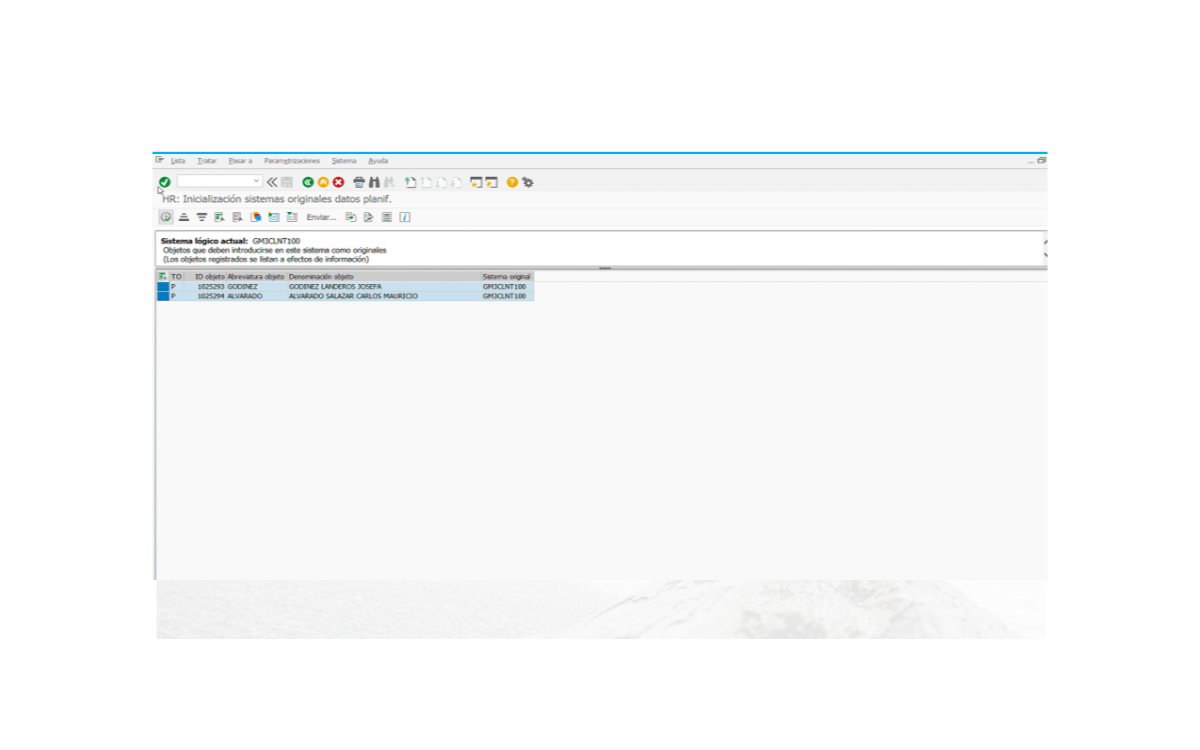 Lista Tratar Pasar a Parametrizaciones Sistema Ayuda
HR: Inicialización sistemas originales datos planif.
Enviar...
Sistema lógico actual: GM3CLNT100
Objetos que deben introducirse en este sistema como originales
(Los objetos registrados se listan a efectos de información)
TO ID objeto Abreviatura objeto Denominación objeto Sistema original
P 1025293 GODINEZ GODINEZ LANDEROS JOSEFA GM3CLNT100
P 1025294 ALVARADO ALVARADO SALAZAR CARLOS MAURICIO GM3CLNT100